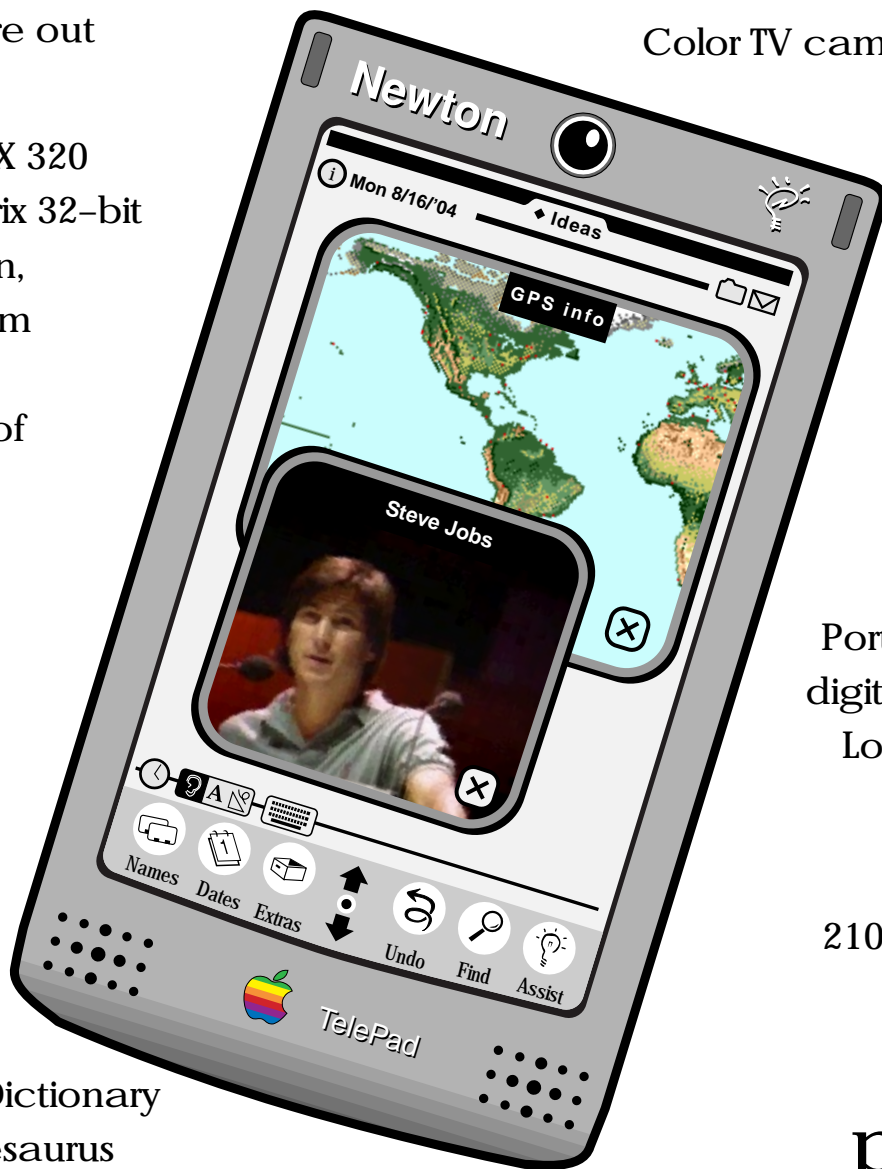 re out
Color TV cam
X 320
rix 32–bit
n,
m
of
Newton
i Mon 8/16/'04
Ideas
GPS info
Steve Jobs
A
1
Names Dates Extras Undo Find Assist
TelePad
Port
digit
Lo
210
Dictionary
esaurus